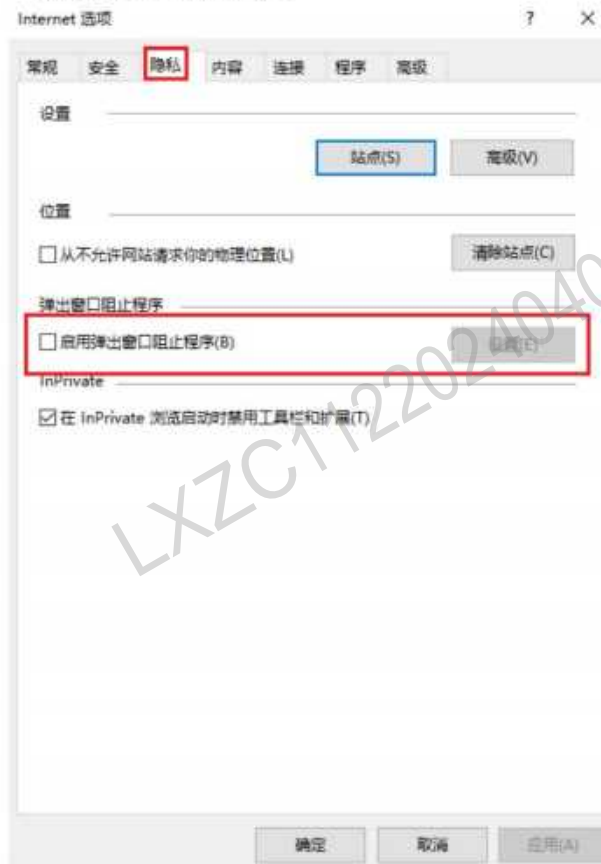 Internet 选项 ? ×
常规 安全 隐私 内容 连接 程序 高级
设置
站点(S) 高级(V)
位置
从不允许网站请求你的物理位置(L) 清除站点(C)
弹出窗口阻止程序
启用弹出窗口阻止程序(B) 设置(E)
InPrivate
在 InPrivate 浏览启动时禁用工具栏和扩展(T)
LXZC1122024040
确定 取消 应用(A)